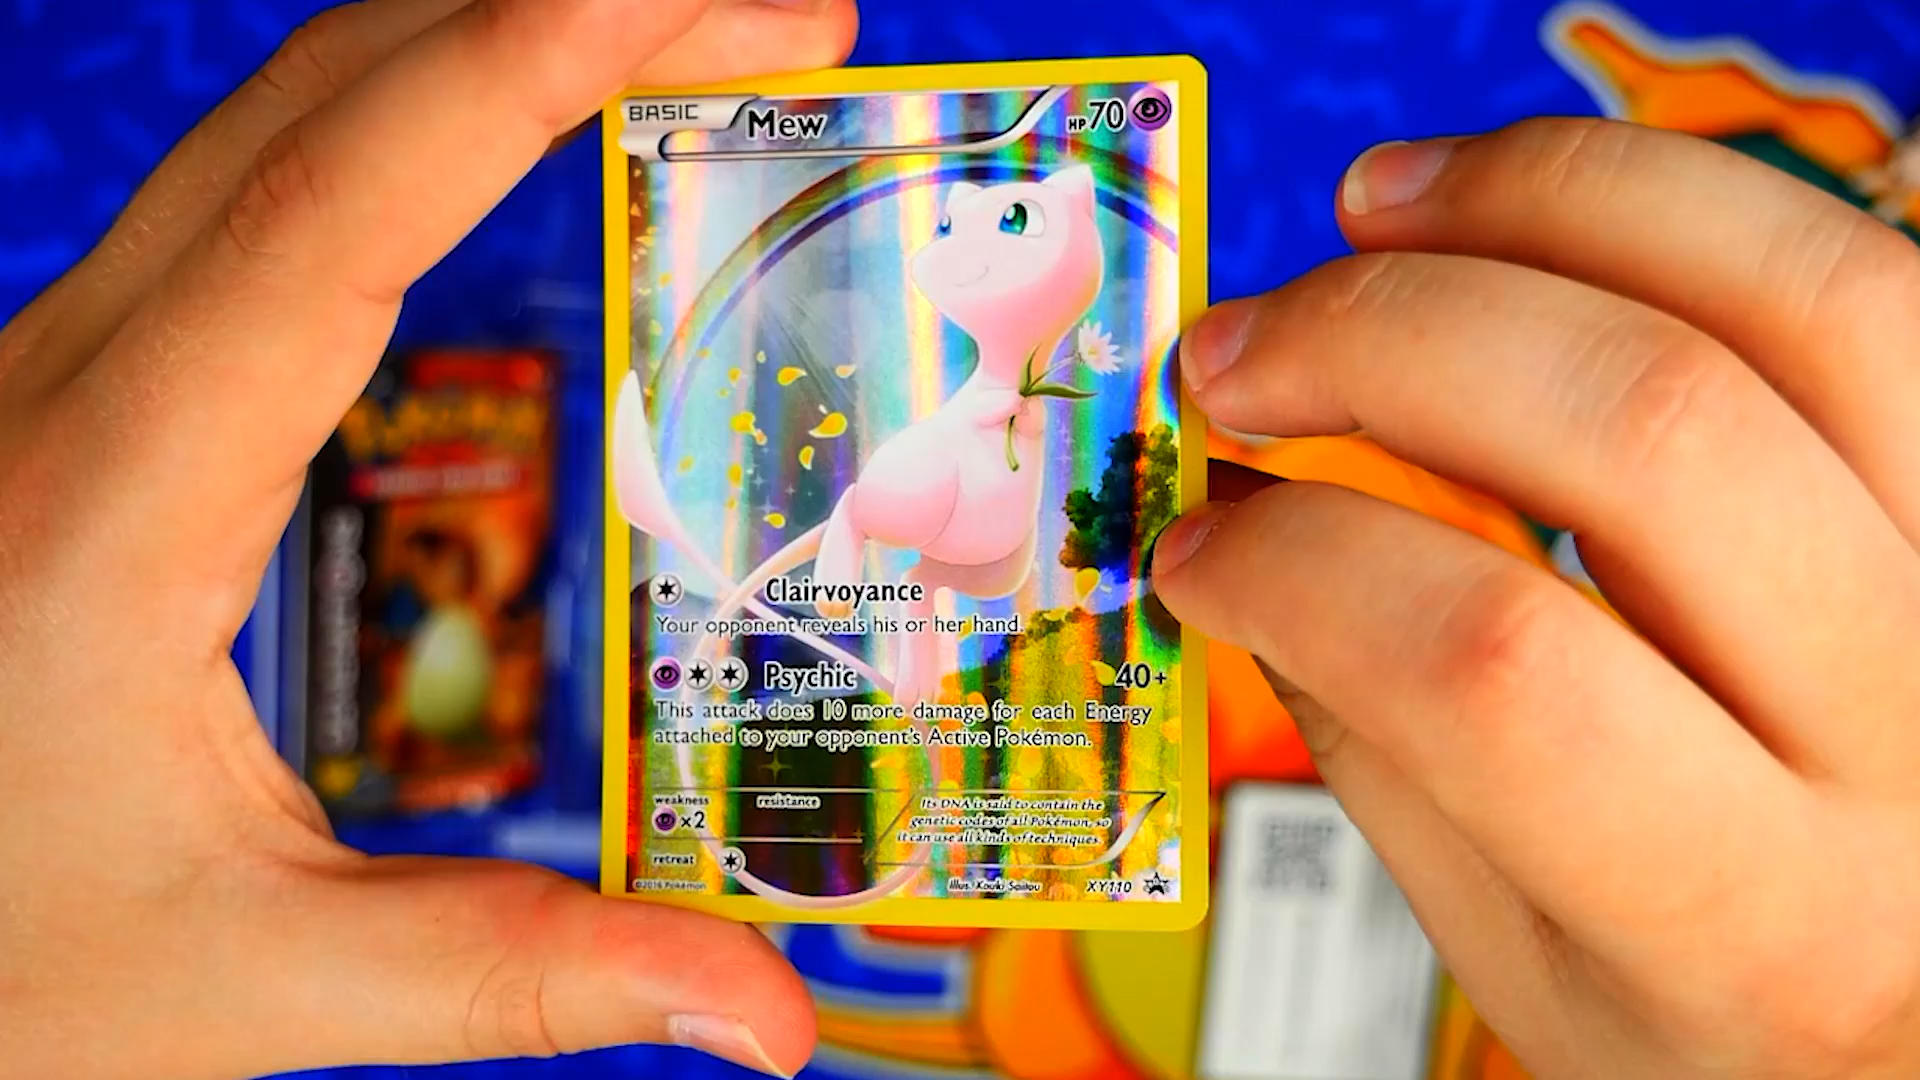 BASIC
Mew
HP 70
Clairvoyance
Your opponent reveals his or her hand.
Psychic 40+
This attack does 10 more damage for each Energy
attached to your opponent's Active Pokémon.
weakness
resistance
×2
Its DNA is said to contain the
genetic codes of all Pokémon, so
it can use all kinds of techniques.
retreat
©2016 Pokémon
Illus. Kouki Saitou
XY110